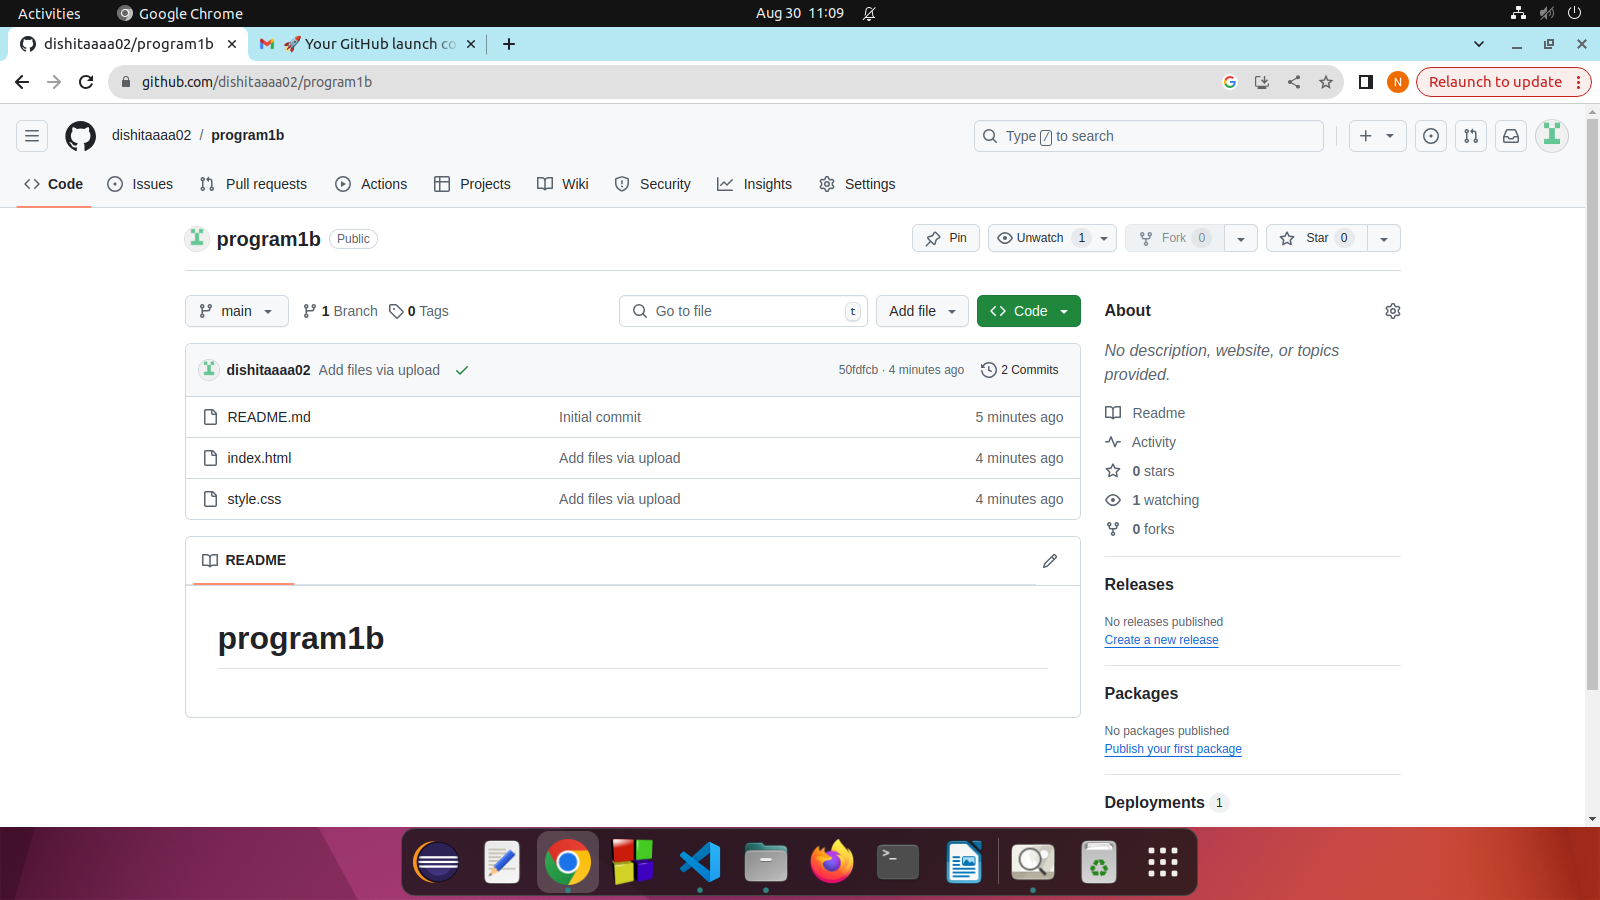 Activities Google Chrome Aug 30 11:09
dishitaaaa02/program1b 🚀 Your GitHub launch co
github.com/dishitaaaa02/program1b N Relaunch to update
dishitaaaa02 / program1b Type / to search
Code Issues Pull requests Actions Projects Wiki Security Insights Settings
program1b Public Pin Unwatch 1 Fork 0 Star 0
main 1 Branch 0 Tags Go to file t Add file Code
About
No description, website, or topics
provided.
dishitaaaa02 Add files via upload 50fdfcb · 4 minutes ago 2 Commits
README.md Initial commit 5 minutes ago
index.html Add files via upload 4 minutes ago
style.css Add files via upload 4 minutes ago
Readme
Activity
0 stars
1 watching
0 forks
README
program1b
Releases
No releases published
Create a new release
Packages
No packages published
Publish your first package
Deployments 1